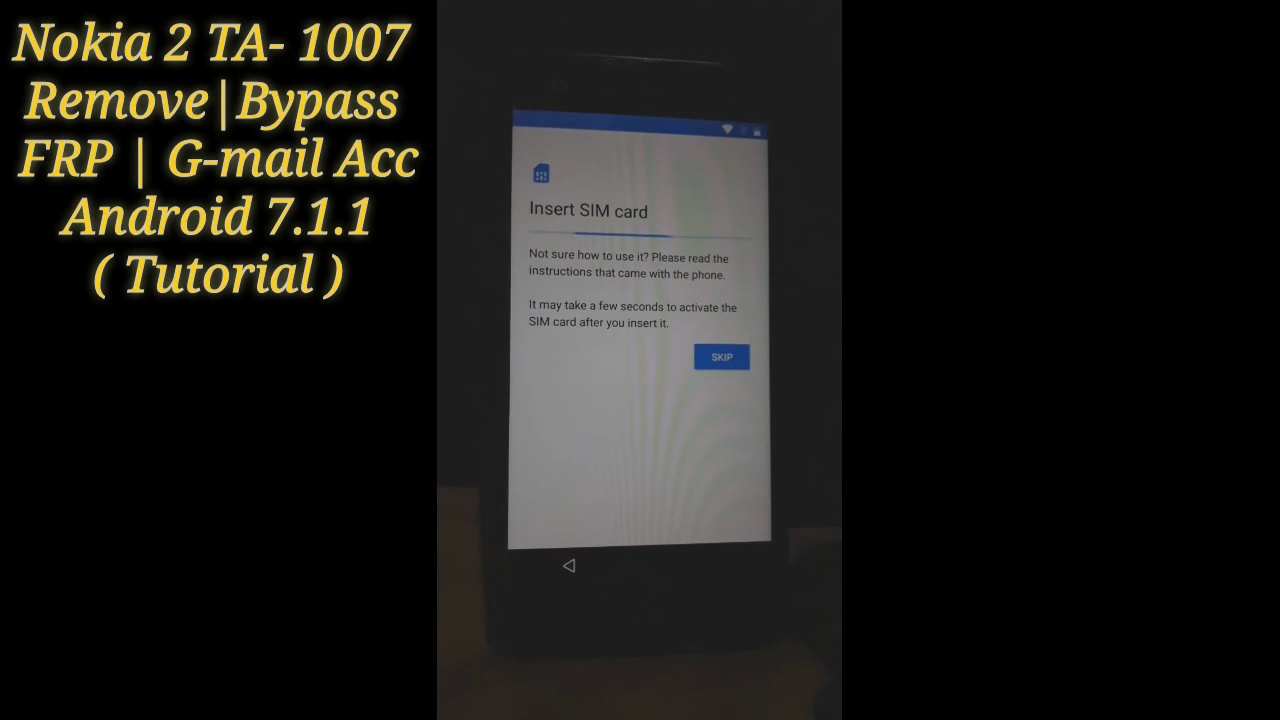 Nokia 2 TA- 1007
Remove|Bypass
FRP | G-mail Acc
Android 7.1.1
( Tutorial )
Insert SIM card
Not sure how to use it? Please read the
instructions that came with the phone.
It may take a few seconds to activate the
SIM card after you insert it.
SKIP